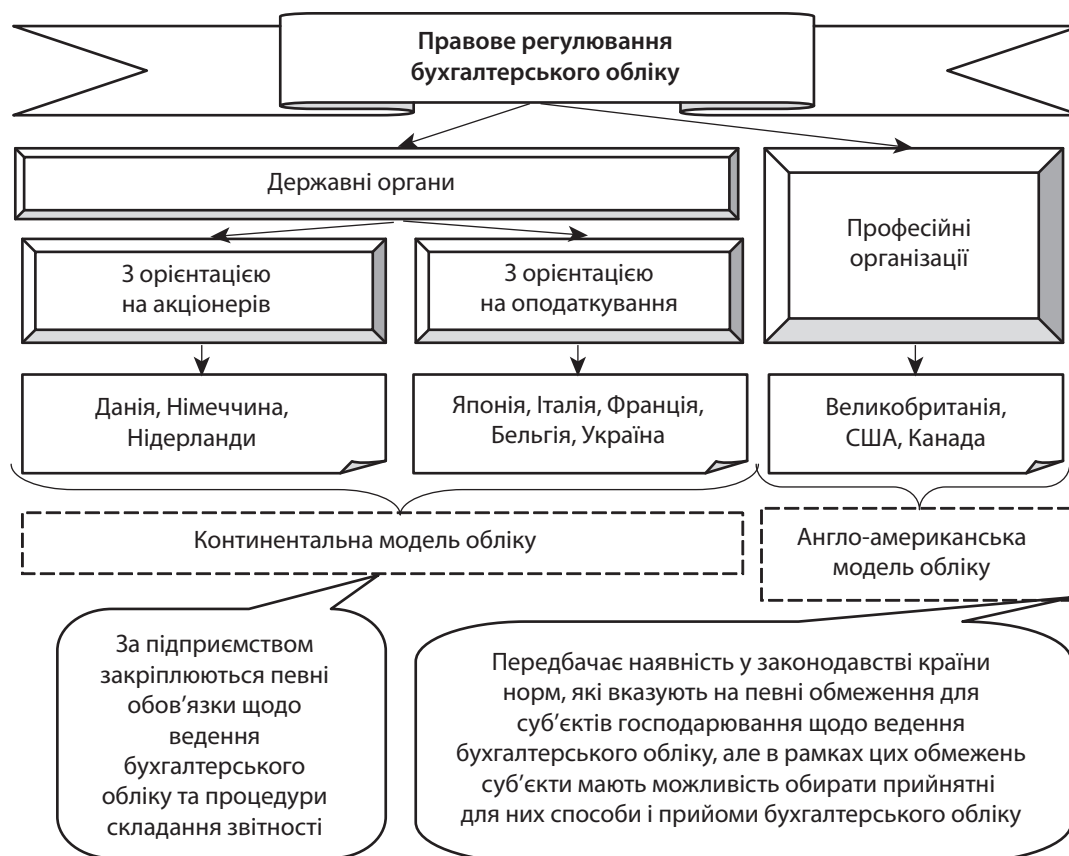 Правове регулювання
бухгалтерського обліку
Державні органи
Професійні
організації
З орієнтацією
на акціонерів
З орієнтацією
на оподаткування
Данія, Німеччина,
Нідерланди
Японія, Італія, Франція,
Бельгія, Україна
Великобританія,
США, Канада
Континентальна модель обліку
Англо-американська
модель обліку
За підприємством
закріплюються певні
обов’язки щодо
ведення
бухгалтерського
обліку та процедури
складання звітності
Передбачає наявність у законодавстві країни
норм, які вказують на певні обмеження для
суб’єктів господарювання щодо ведення
бухгалтерського обліку, але в рамках цих обмежень
суб’єкти мають можливість обирати прийнятні
для них способи і прийоми бухгалтерського обліку